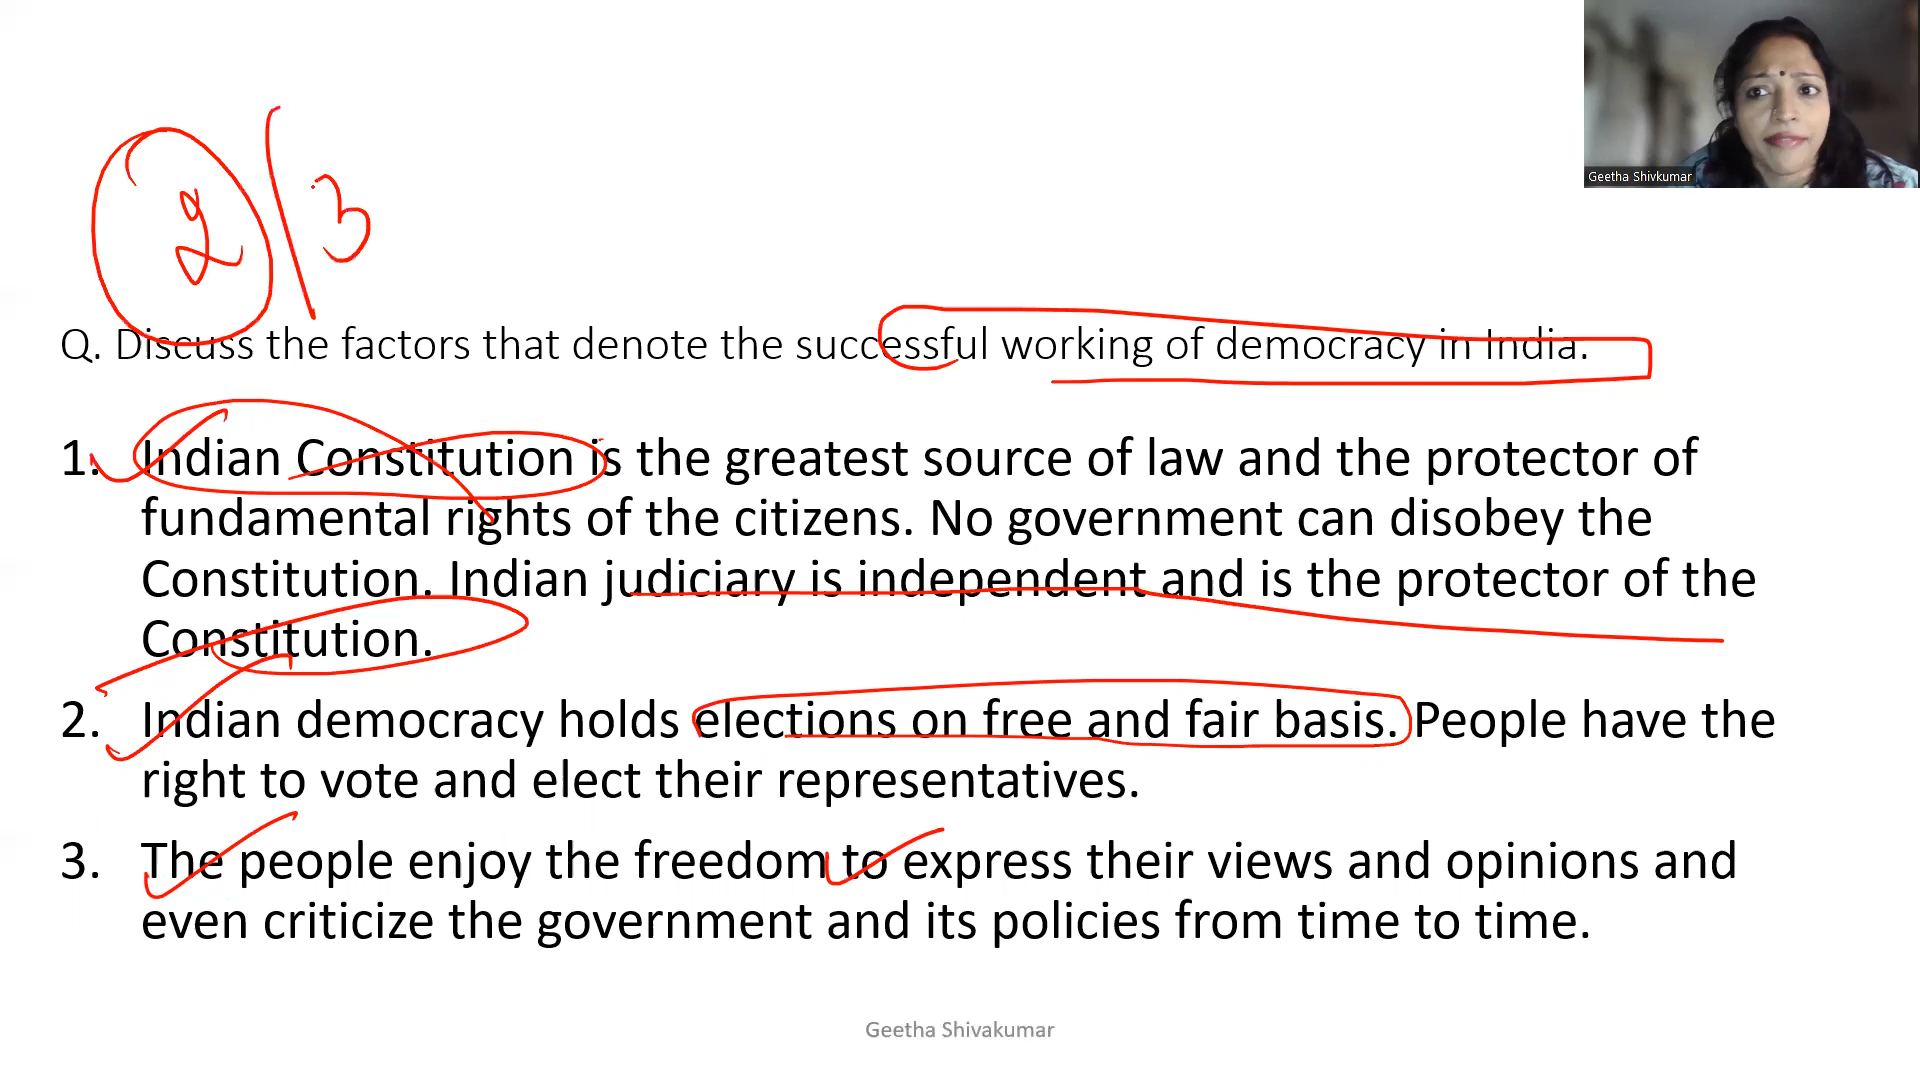 Geetha Shivkumar
2 | 3
Q. Discuss the factors that denote the successful working of democracy in India.
1. Indian Constitution is the greatest source of law and the protector of
fundamental rights of the citizens. No government can disobey the
Constitution. Indian judiciary is independent and is the protector of the
Constitution.
2. Indian democracy holds elections on free and fair basis. People have the
right to vote and elect their representatives.
3. The people enjoy the freedom to express their views and opinions and
even criticize the government and its policies from time to time.
Geetha Shivakumar